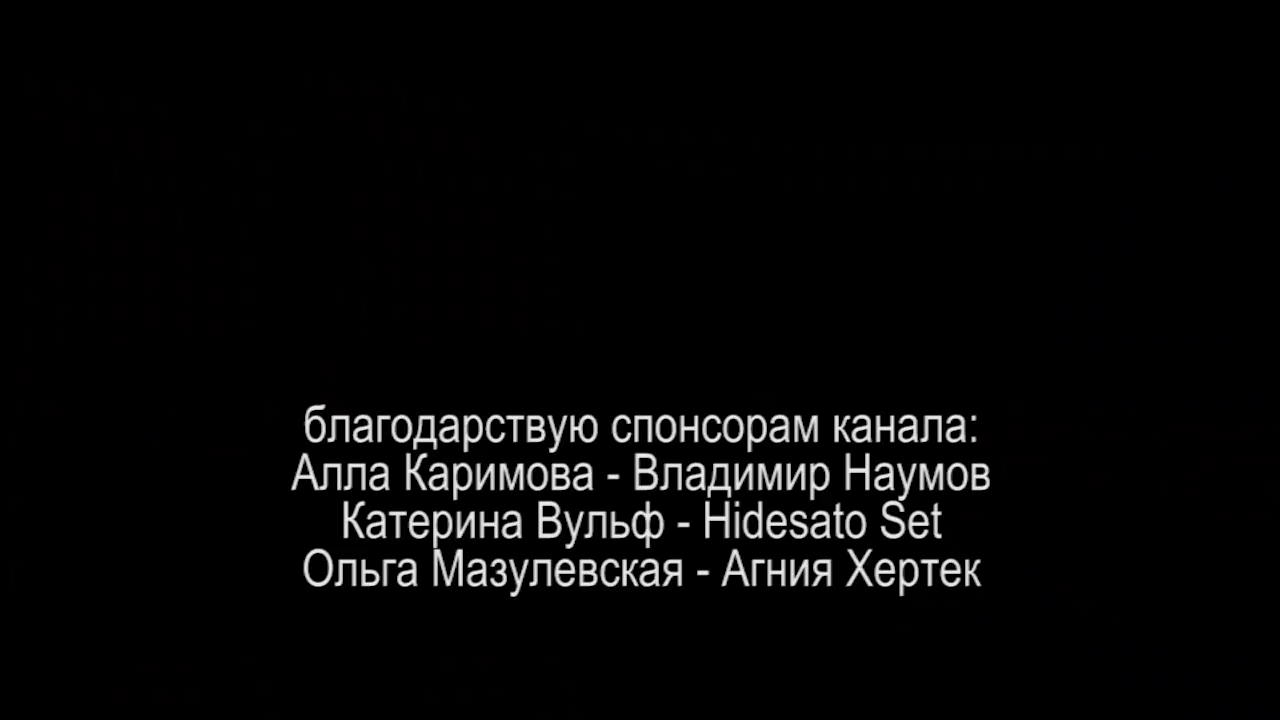 благодарствую спонсорам канала:
Алла Каримова - Владимир Наумов
Катерина Вульф - Hidesato Set
Ольга Мазулевская - Агния Хертек